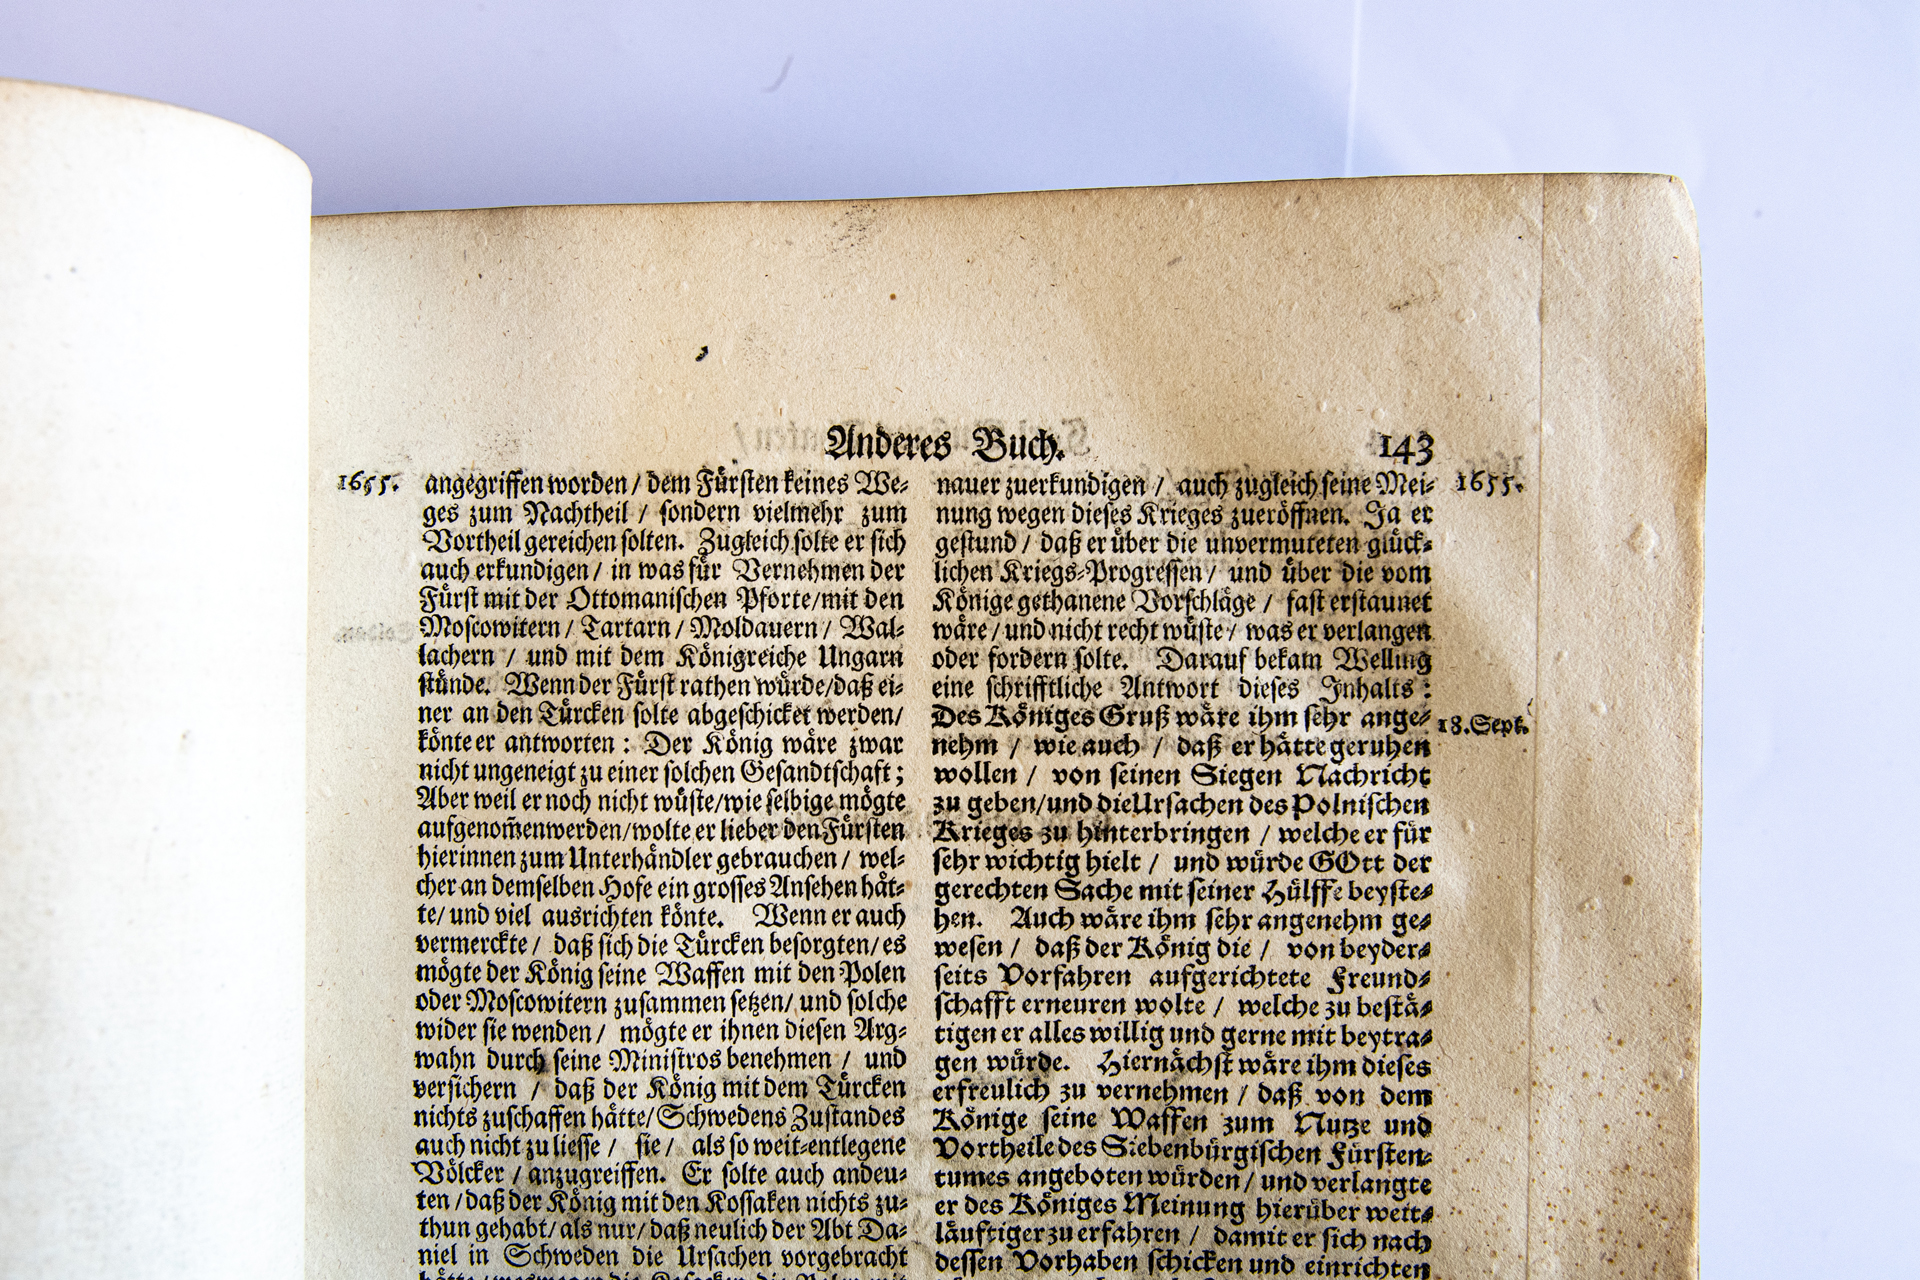 Anderes Buch. 143
1655.
angegriffen worden / dem Fürsten keines We-
ges zum Nachtheil / sondern vielmehr zum
Vortheil gereichen solten. Zugleich solte er sich
auch erkundigen / in was für Vernehmen der
Fürst mit der Ottomanischen Pforte/mit den
Moscowitern / Tartarn / Moldauern / Wal-
lachern / und mit dem Königreiche Ungarn
stünde. Wenn der Fürst rathen würde/daß ei-
ner an den Türcken solte abgeschicket werden/
könte er antworten : Der König wäre zwar
nicht ungeneigt zu einer solchen Gesandtschaft ;
Aber weil er noch nicht wüste/wie selbige mögte
aufgenom̃enwerden/wolte er lieber den Fürsten
hierinnen zum Unterhändler gebrauchen / wel-
cher an demselben Hofe ein grosses Ansehen hät-
te/ und viel ausrichten könte. Wenn er auch
vermerckte / daß sich die Türcken besorgten/ es
mögte der König seine Waffen mit den Polen
oder Moscowitern zusammen setzen/ und solche
wider sie wenden / mögte er ihnen diesen Arg-
wahn durch seine Ministros benehmen / und
versichern / daß der König mit dem Türcken
nichts zuschaffen hätte/Schwedens Zustandes
auch nicht zu liesse / sie / als so weit-entlegene
Völcker / anzugreiffen. Er solte auch andeu-
ten / daß der König mit den Kossaken nichts zu-
thun gehabt/ als nur/ daß neulich der Abt Da-
niel in Schweden die Ursachen vorgebracht
1655.
nauer zuerkundigen / auch zugleich seine Mei-
nung wegen dieses Krieges zueröffnen. Ja er
gestund / daß er über die unvermuteten glück-
lichen Kriegs-Progressen / und über die vom
Könige gethanene Vorschläge / fast erstaunet
wäre / und nicht recht wüste / was er verlangen
oder fordern solte. Darauf bekam Welling
eine schrifftliche Antwort dieses Inhalts :
Des Königes Gruß wäre ihm sehr ange-
18. Sept.
nehm / wie auch / daß er hätte geruhen
wollen / von seinen Siegen Nachricht
zu geben/und die Ursachen des Polnischen
Krieges zu hinterbringen / welche er für
sehr wichtig hielt / und würde GOtt der
gerechten Sache mit seiner Hülffe beyste-
hen. Auch wäre ihm sehr angenehm ge-
wesen / daß der König die / von beyder-
seits Vorfahren aufgerichtete Freund-
schafft erneuren wolte / welche zu bestä-
tigen er alles willig und gerne mit beytra-
gen würde. Hiernächst wäre ihm dieses
erfreulich zu vernehmen / daß von dem
Könige seine Waffen zum Nutze und
Vortheile des Siebenbürgischen Fürsten-
tumes angeboten würden / und verlangte
er des Königes Meinung hierüber weit-
läuftiger zu erfahren / damit er sich nach
dessen Vorhaben schicken und einrichten